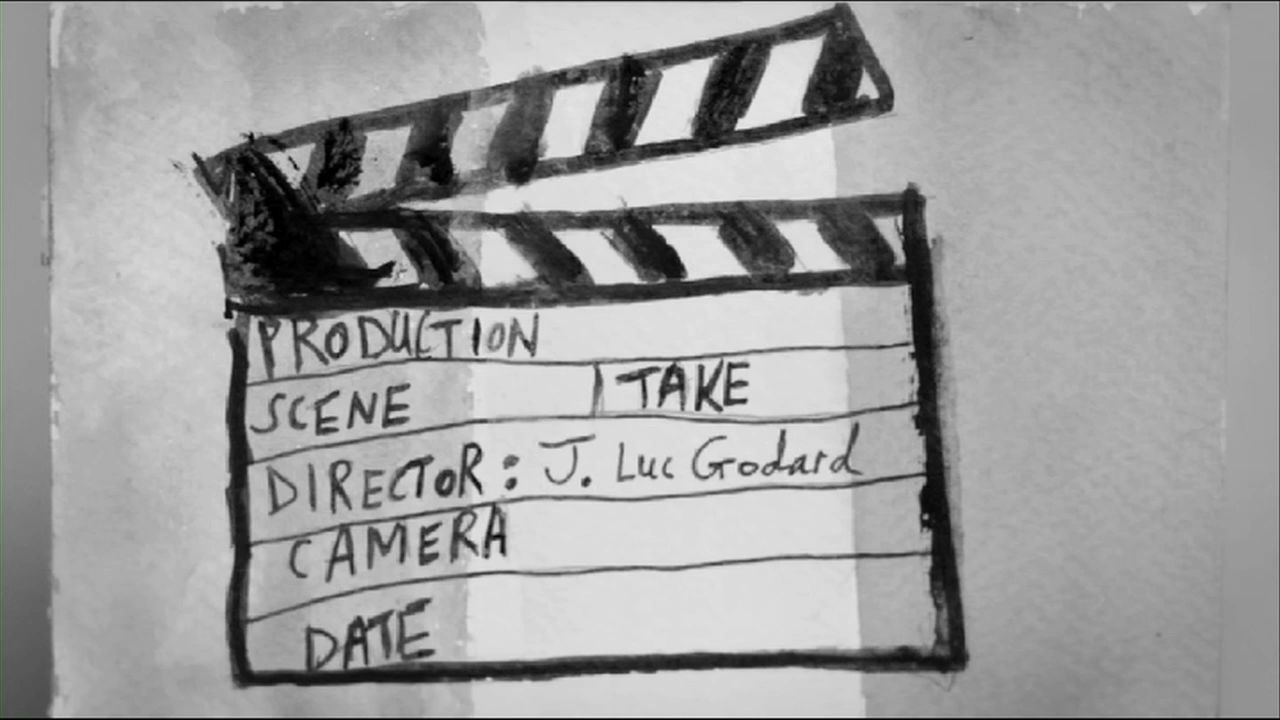 PRODUCTION
SCENE TAKE
DIRECTOR: J. Luc Godard
CAMERA
DATE